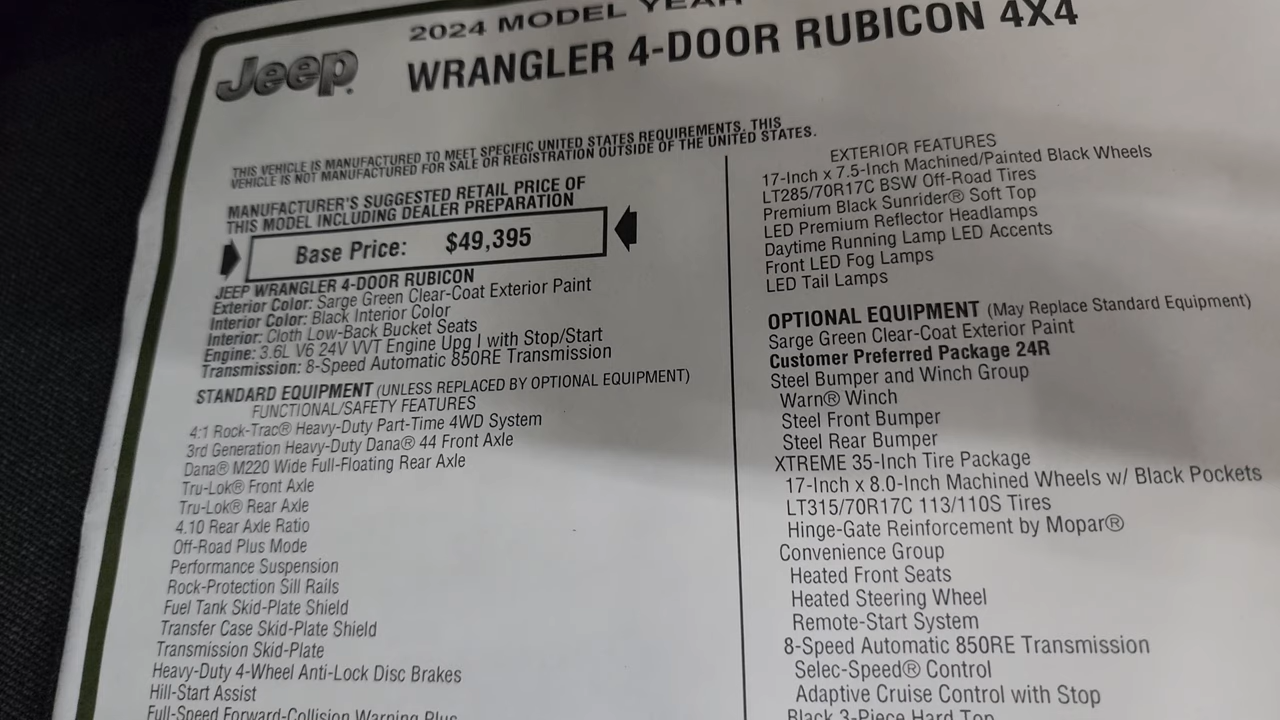 2024 MODEL YEAR
Jeep
WRANGLER 4-DOOR RUBICON 4X4
THIS VEHICLE IS MANUFACTURED TO MEET SPECIFIC UNITED STATES REQUIREMENTS. THIS
VEHICLE IS NOT MANUFACTURED FOR SALE OR REGISTRATION OUTSIDE OF THE UNITED STATES.
MANUFACTURER'S SUGGESTED RETAIL PRICE OF
THIS MODEL INCLUDING DEALER PREPARATION
Base Price: $49,395
JEEP WRANGLER 4-DOOR RUBICON
Exterior Color: Sarge Green Clear-Coat Exterior Paint
Interior Color: Black Interior Color
Interior: Cloth Low-Back Bucket Seats
Engine: 3.6L V6 24V VVT Engine Upg I with Stop/Start
Transmission: 8-Speed Automatic 850RE Transmission
STANDARD EQUIPMENT (UNLESS REPLACED BY OPTIONAL EQUIPMENT)
FUNCTIONAL/SAFETY FEATURES
4:1 Rock-Trac® Heavy-Duty Part-Time 4WD System
3rd Generation Heavy-Duty Dana® 44 Front Axle
Dana® M220 Wide Full-Floating Rear Axle
Tru-Lok® Front Axle
Tru-Lok® Rear Axle
4.10 Rear Axle Ratio
Off-Road Plus Mode
Performance Suspension
Rock-Protection Sill Rails
Fuel Tank Skid-Plate Shield
Transfer Case Skid-Plate Shield
Transmission Skid-Plate
Heavy-Duty 4-Wheel Anti-Lock Disc Brakes
Hill-Start Assist
Full-Speed Forward-Collision Warning Plus
EXTERIOR FEATURES
17-Inch x 7.5-Inch Machined/Painted Black Wheels
LT285/70R17C BSW Off-Road Tires
Premium Black Sunrider® Soft Top
LED Premium Reflector Headlamps
Daytime Running Lamp LED Accents
Front LED Fog Lamps
LED Tail Lamps
OPTIONAL EQUIPMENT (May Replace Standard Equipment)
Sarge Green Clear-Coat Exterior Paint
Customer Preferred Package 24R
Steel Bumper and Winch Group
Warn® Winch
Steel Front Bumper
Steel Rear Bumper
XTREME 35-Inch Tire Package
17-Inch x 8.0-Inch Machined Wheels w/ Black Pockets
LT315/70R17C 113/110S Tires
Hinge-Gate Reinforcement by Mopar®
Convenience Group
Heated Front Seats
Heated Steering Wheel
Remote-Start System
8-Speed Automatic 850RE Transmission
Selec-Speed® Control
Adaptive Cruise Control with Stop
Black 3-Piece Hard Top